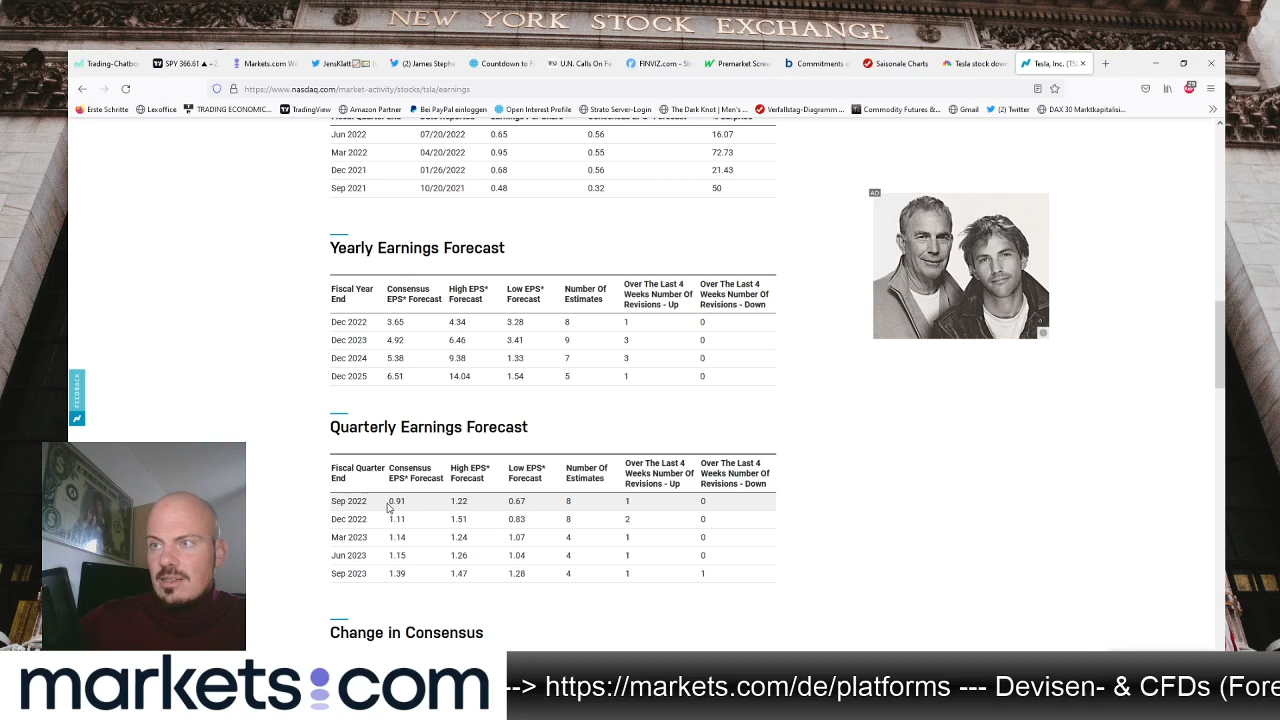 NEW YORK STOCK EXCHANGE
Trading-Chatbo
SPY 366.61 ▲ +2
Markets.com We
JensKlatt
(2) James Stephe
Countdown to F
U.N. Calls On Fe
FINVIZ.com - St
Premarket Scree
Commitments o
Saisonale Charts
Tesla stock down
Tesla, Inc. (TSL
https://www.nasdaq.com/market-activity/stocks/tsla/earnings
Erste Schritte
Lexoffice
TRADING ECONOMIC...
TradingView
Amazon Partner
Bei PayPal einloggen
Open Interest Profile
Strato Server-Login
The Dark Knot | Men's ...
Verfallstag-Diagramm ...
Commodity Futures &...
Gmail
(2) Twitter
DAX 30 Marktkapitalisi...
Jun 2022 07/20/2022 0.65 0.56 16.07
Mar 2022 04/20/2022 0.95 0.55 72.73
Dec 2021 01/26/2022 0.68 0.56 21.43
Sep 2021 10/20/2021 0.48 0.32 50
AD
Yearly Earnings Forecast
Fiscal Year End Consensus EPS* Forecast High EPS* Forecast Low EPS* Forecast Number Of Estimates Over The Last 4 Weeks Number Of Revisions - Up Over The Last 4 Weeks Number Of Revisions - Down
Dec 2022 3.65 4.34 3.28 8 1 0
Dec 2023 4.92 6.46 3.41 9 3 0
Dec 2024 5.38 9.38 1.33 7 3 0
Dec 2025 6.51 14.04 1.54 5 1 0
FEEDBACK
Quarterly Earnings Forecast
Fiscal Quarter End Consensus EPS* Forecast High EPS* Forecast Low EPS* Forecast Number Of Estimates Over The Last 4 Weeks Number Of Revisions - Up Over The Last 4 Weeks Number Of Revisions - Down
Sep 2022 0.91 1.22 0.67 8 1 0
Dec 2022 1.11 1.51 0.83 8 2 0
Mar 2023 1.14 1.24 1.07 4 1 0
Jun 2023 1.15 1.26 1.04 4 1 0
Sep 2023 1.39 1.47 1.28 4 1 1
Change in Consensus
markets.com
--> https://markets.com/de/platforms --- Devisen- & CFDs (Fore